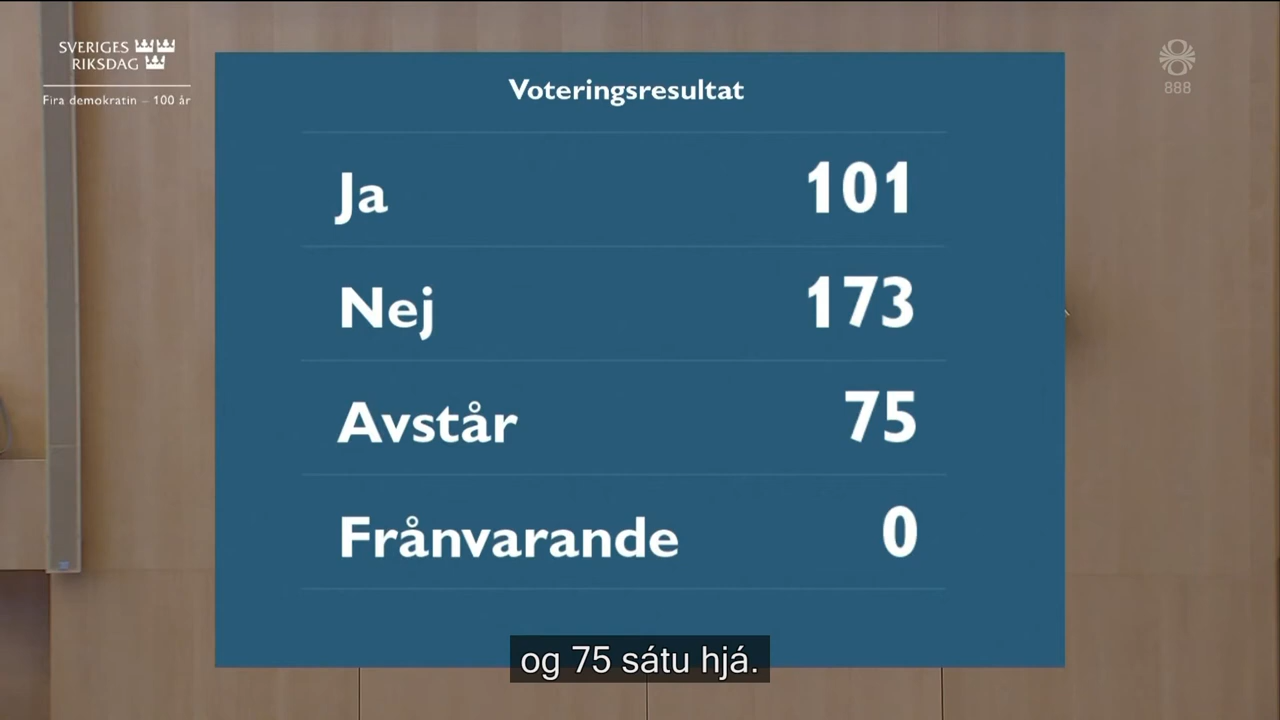 SVERIGES
RIKSDAG
Fira demokratin – 100 år
888
Voteringsresultat
Ja 101
Nej 173
Avstår 75
Frånvarande 0
og 75 sátu hjá.